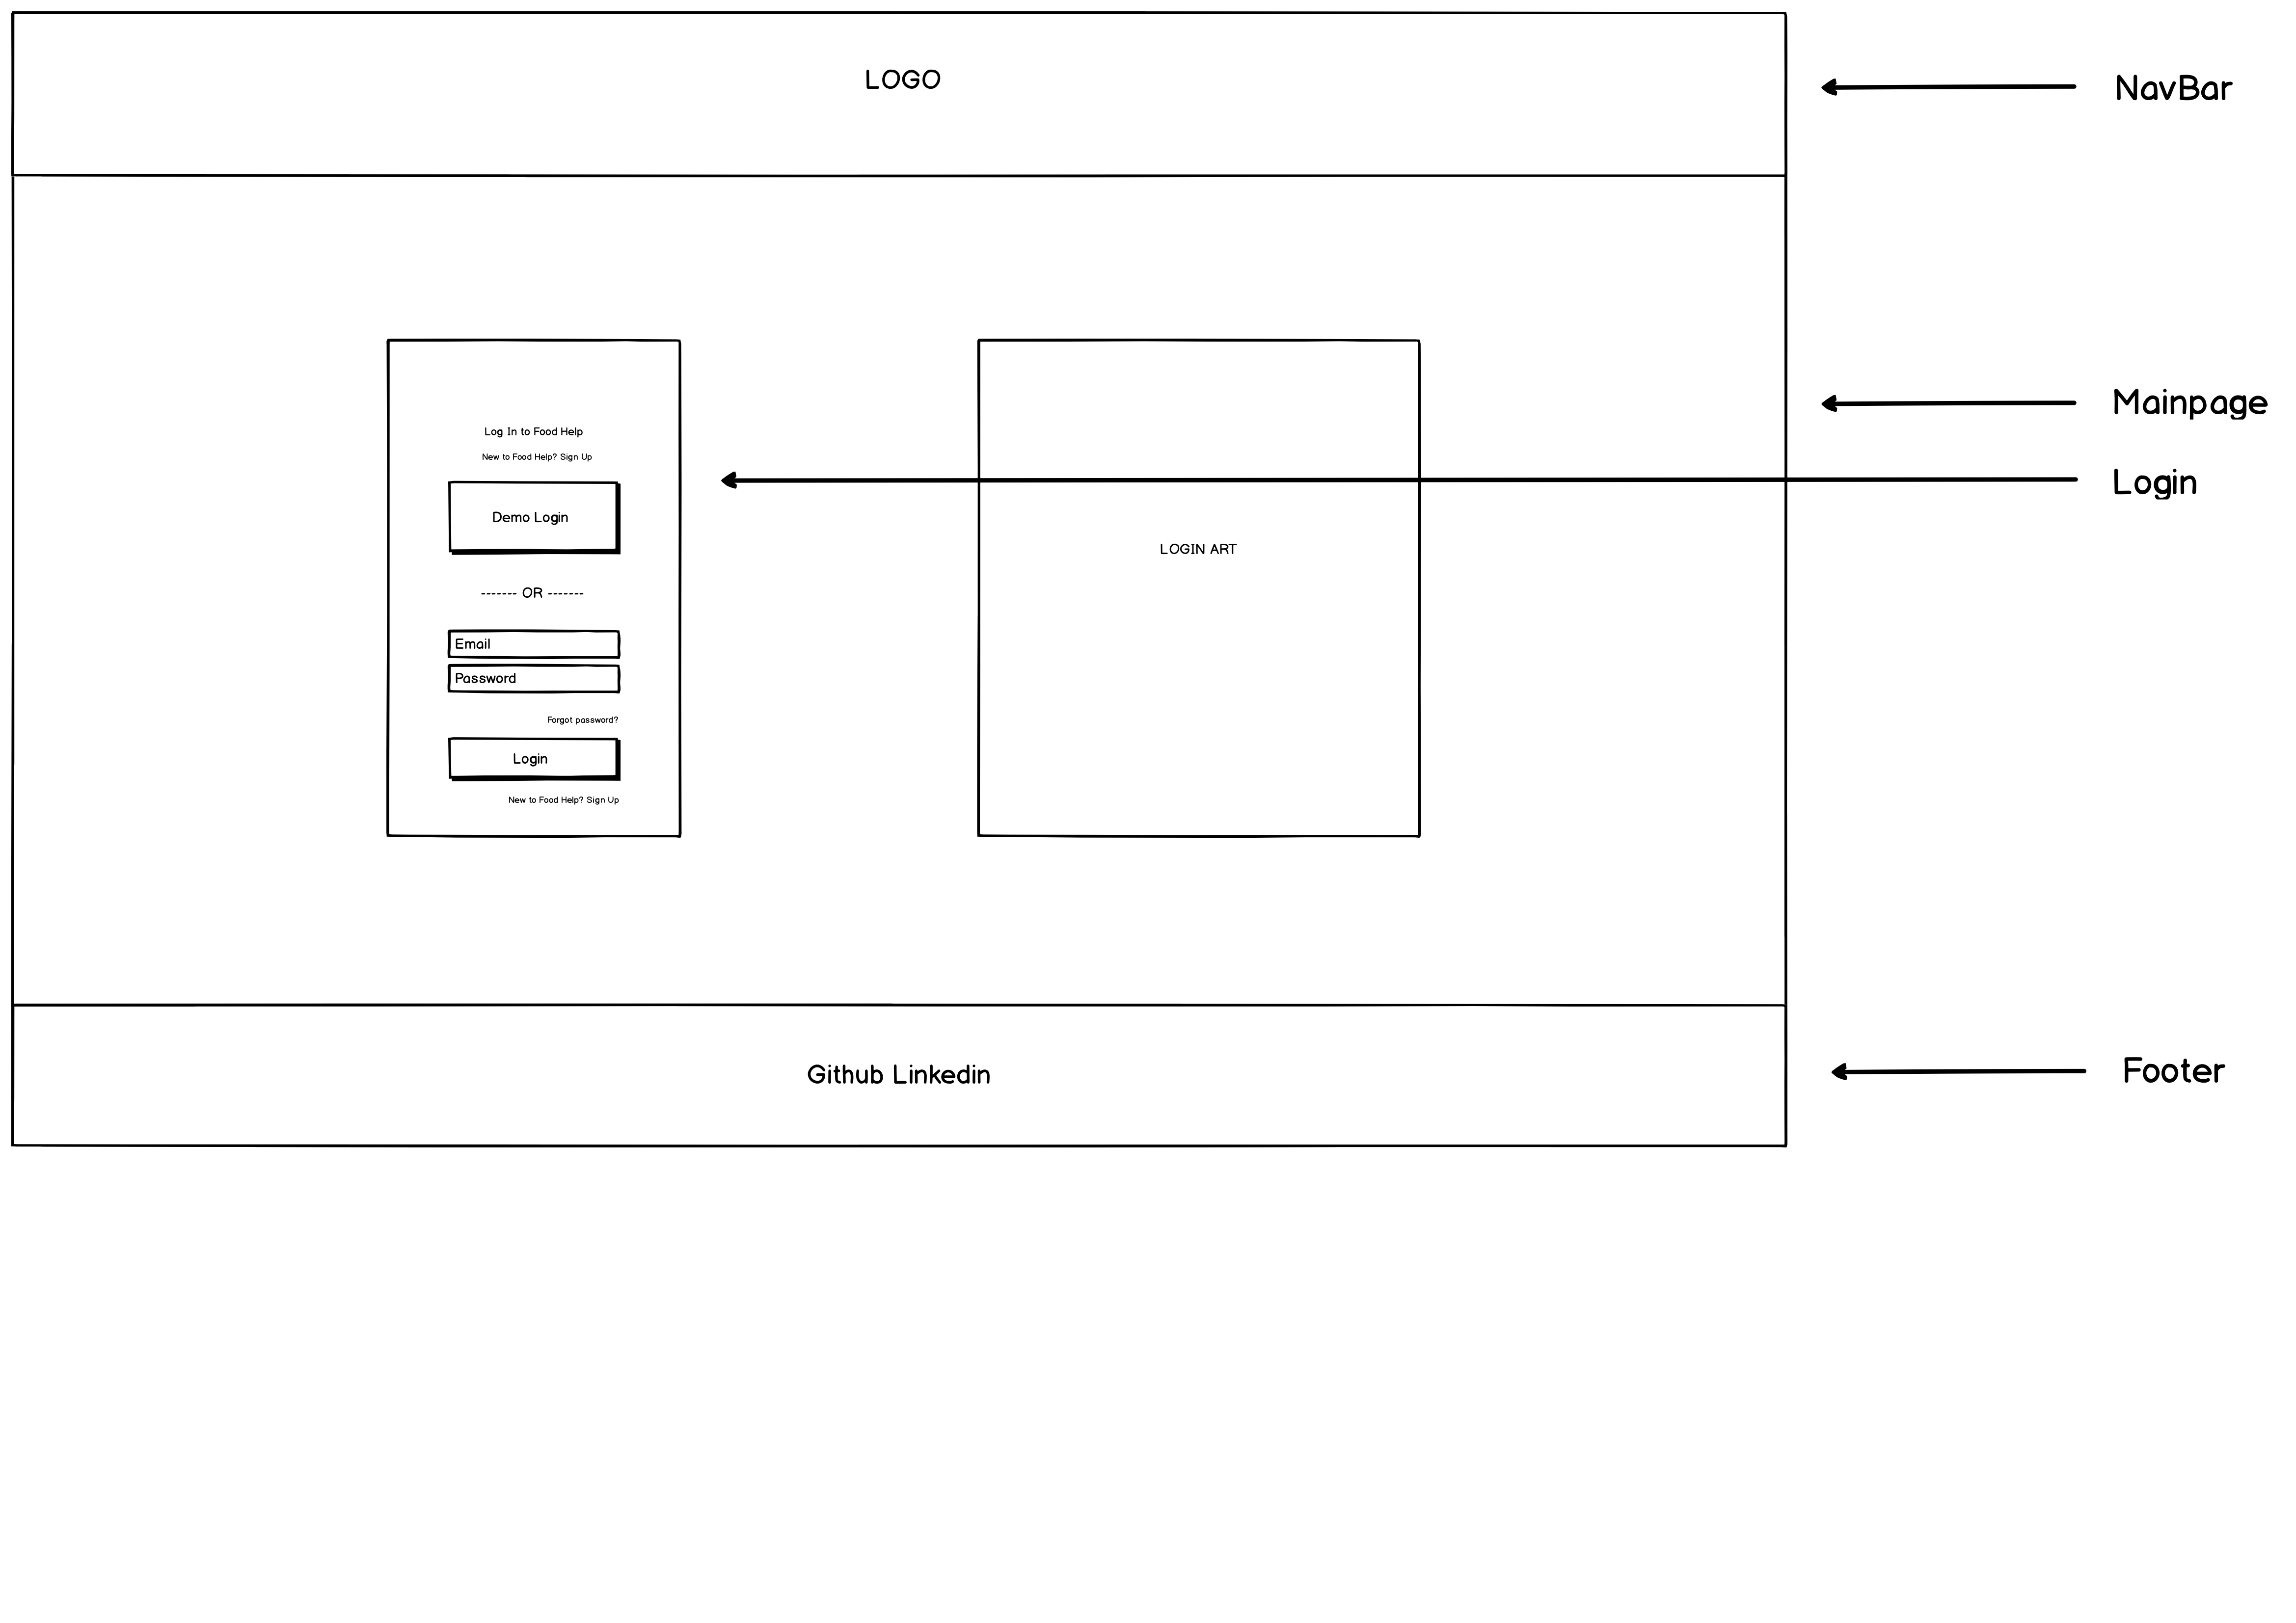 LOGO
NavBar
Mainpage
Log In to Food Help
New to Food Help? Sign Up
Login
Demo Login
LOGIN ART
------- OR -------
Email
Password
Forgot password?
Login
New to Food Help? Sign Up
Github Linkedin
Footer